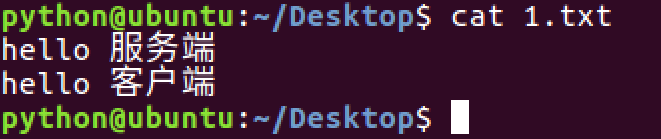 python@ubuntu:~/Desktop$ cat 1.txt
hello 服务端
hello 客户端
python@ubuntu:~/Desktop$